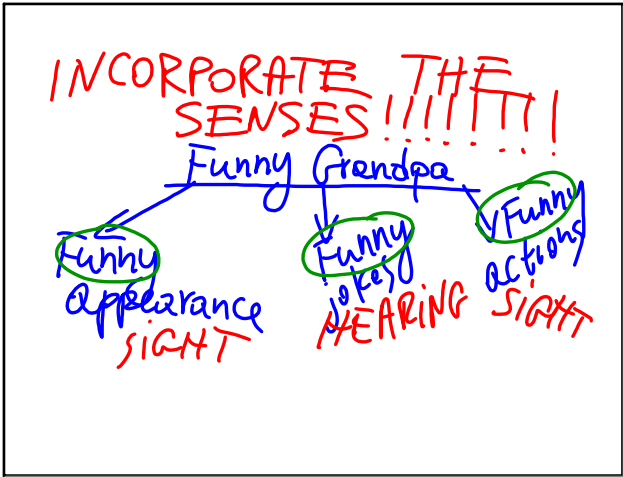 INCORPORATE THE
SENSES!!!!!!!!
Funny Grandpa
Funny
appearance
SIGHT
Funny
jokes
HEARING
Funny
actions
SIGHT